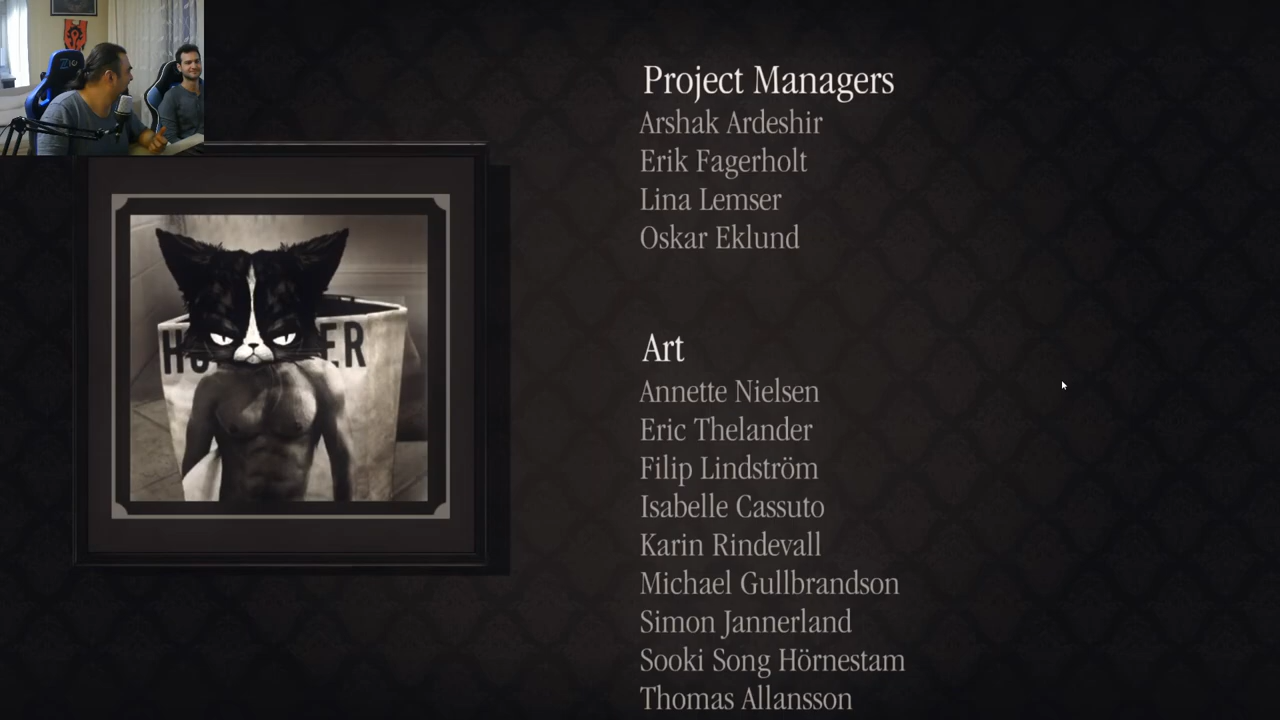 Project Managers
Arshak Ardeshir
Erik Fagerholt
Lina Lemser
Oskar Eklund
Art
Annette Nielsen
Eric Thelander
Filip Lindström
Isabelle Cassuto
Karin Rindevall
Michael Gullbrandson
Simon Jannerland
Sooki Song Hörnestam
Thomas Allansson